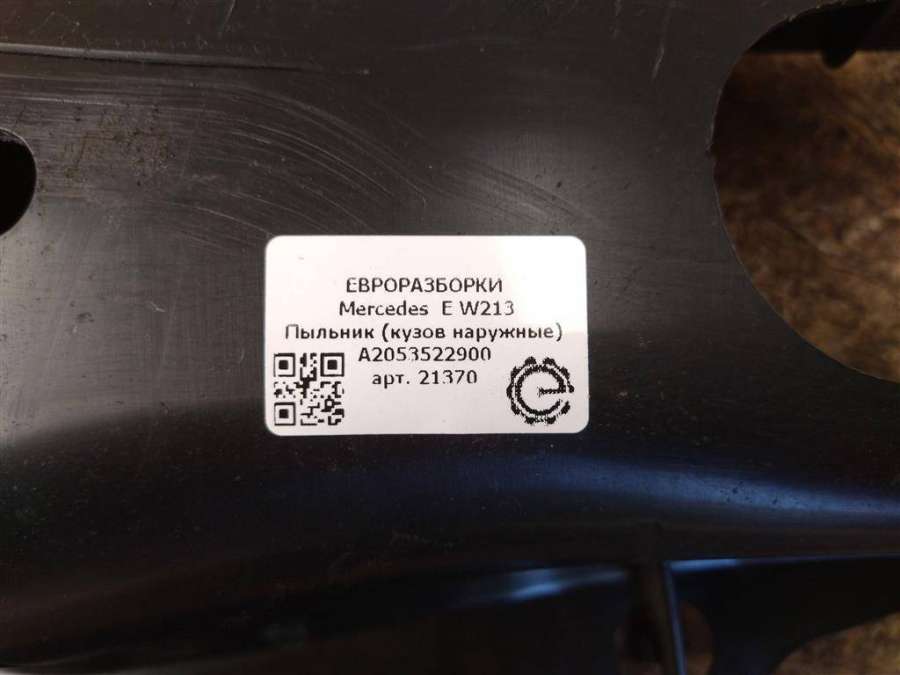 ЕВРОРАЗБОРКИ
Mercedes E W213
Пыльник (кузов наружные)
A2053522900
арт. 21370